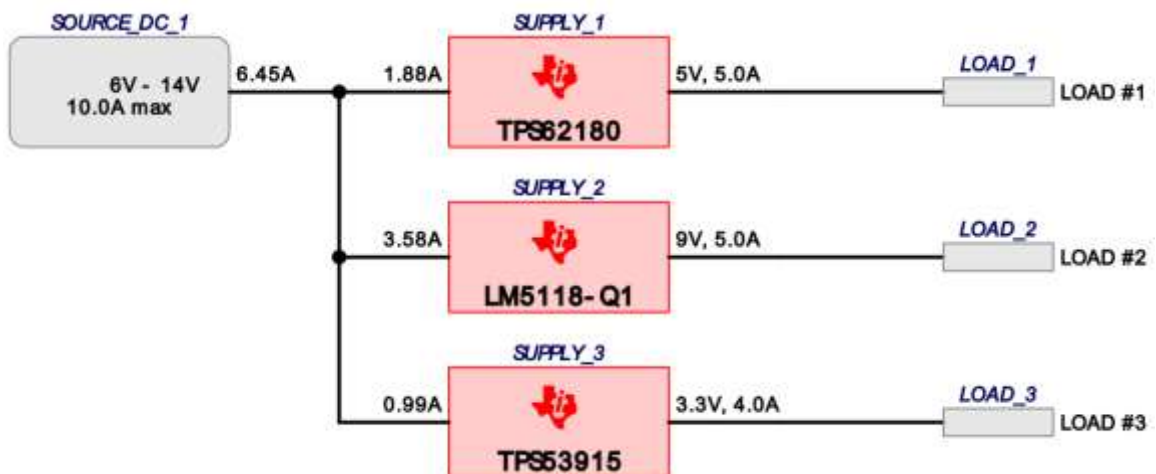 SOURCE_DC_1
6V - 14V
10.0A max
6.45A
SUPPLY_1
1.88A
TPS62180
5V, 5.0A
LOAD_1
LOAD #1
SUPPLY_2
3.58A
LM5118-Q1
9V, 5.0A
LOAD_2
LOAD #2
SUPPLY_3
0.99A
TPS53915
3.3V, 4.0A
LOAD_3
LOAD #3